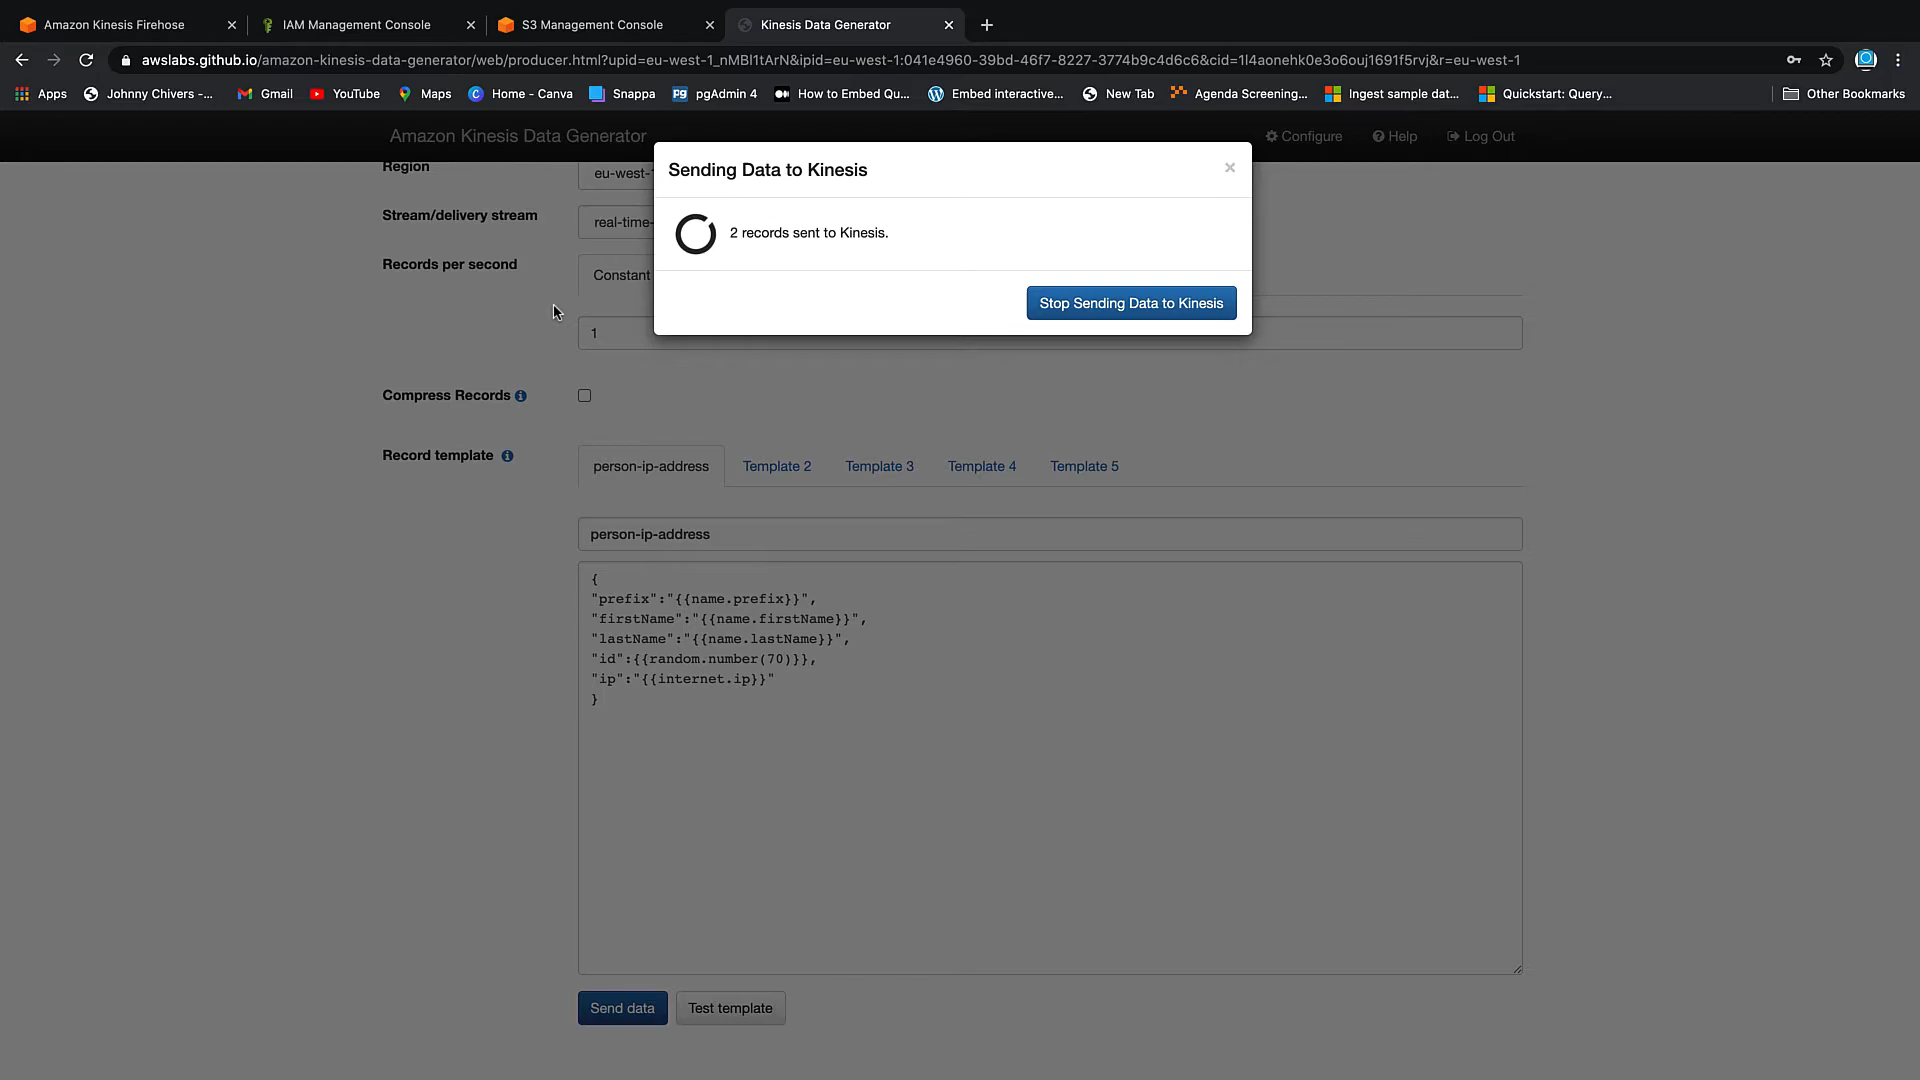 Amazon Kinesis Firehose
IAM Management Console
S3 Management Console
Kinesis Data Generator
awslabs.github.io/amazon-kinesis-data-generator/web/producer.html?upid=eu-west-1_nMBl1tArN&ipid=eu-west-1:041e4960-39bd-46f7-8227-3774b9c4d6c6&cid=1l4aonehk0e3o6ouj1691f5rvj&r=eu-west-1
Apps
Johnny Chivers -...
Gmail
YouTube
Maps
Home - Canva
Snappa
pgAdmin 4
How to Embed Qu...
Embed interactive...
New Tab
Agenda Screening...
Ingest sample dat...
Quickstart: Query...
Other Bookmarks
Amazon Kinesis Data Generator
Configure
Help
Log Out
Sending Data to Kinesis
2 records sent to Kinesis.
Stop Sending Data to Kinesis
Region
eu-west-
Stream/delivery stream
real-time-
Records per second
Constant
1
Compress Records
Record template
person-ip-address
Template 2
Template 3
Template 4
Template 5
person-ip-address
{
"prefix":"{{name.prefix}}",
"firstName":"{{name.firstName}}",
"lastName":"{{name.lastName}}",
"id":{{random.number(70)}},
"ip":"{{internet.ip}}"
}
Send data
Test template